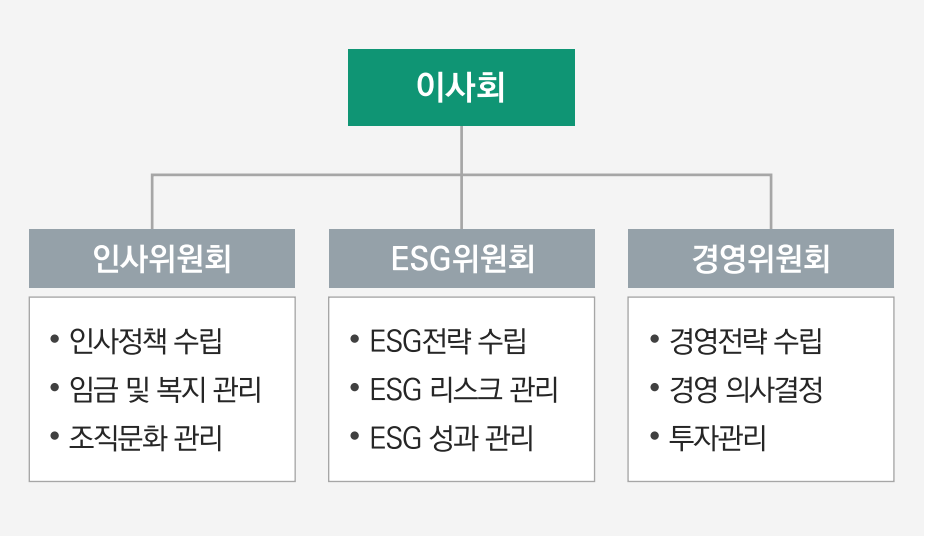 이사회
인사위원회
• 인사정책 수립
• 임금 및 복지 관리
• 조직문화 관리
ESG위원회
• ESG전략 수립
• ESG 리스크 관리
• ESG 성과 관리
경영위원회
• 경영전략 수립
• 경영 의사결정
• 투자관리